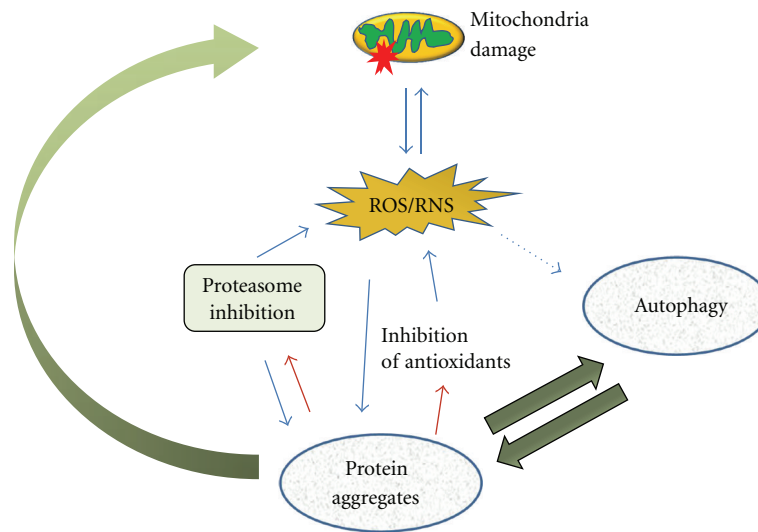 Mitochondria
damage
ROS/RNS
Proteasome
inhibition
Autophagy
Inhibition
of antioxidants
Protein
aggregates